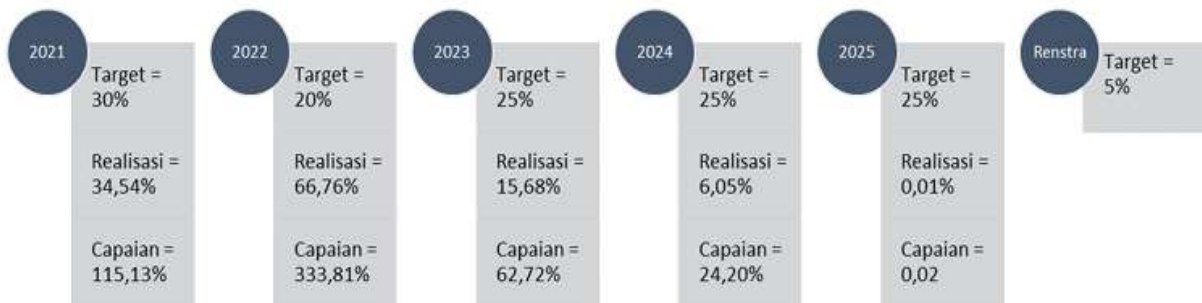 2021
Target =
30%
Realisasi =
34,54%
Capaian =
115,13%
2022
Target =
20%
Realisasi =
66,76%
Capaian =
333,81%
2023
Target =
25%
Realisasi =
15,68%
Capaian =
62,72%
2024
Target =
25%
Realisasi =
6,05%
Capaian =
24,20%
2025
Target =
25%
Realisasi =
0,01%
Capaian =
0,02
Renstra
Target =
5%